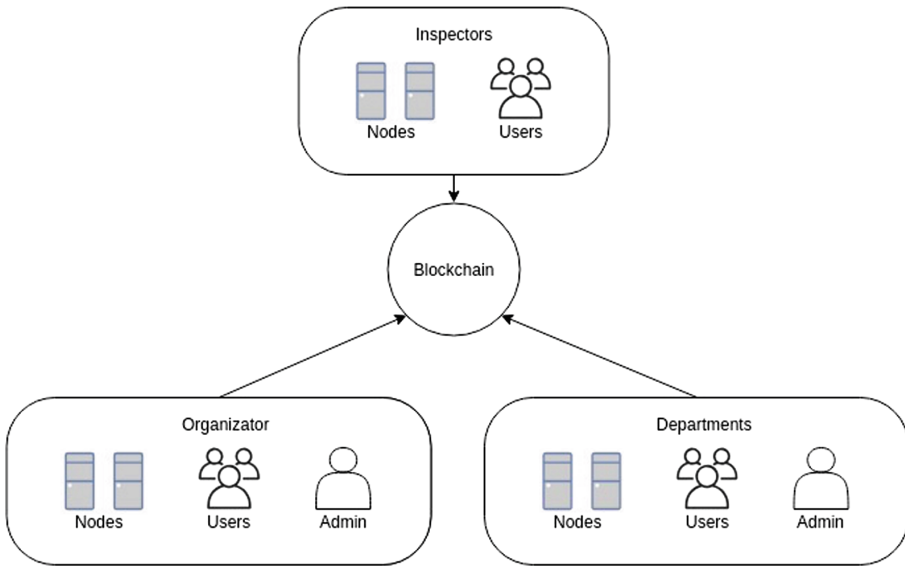 Inspectors
Nodes
Users
Blockchain
Organizator
Nodes
Users
Admin
Departments
Nodes
Users
Admin